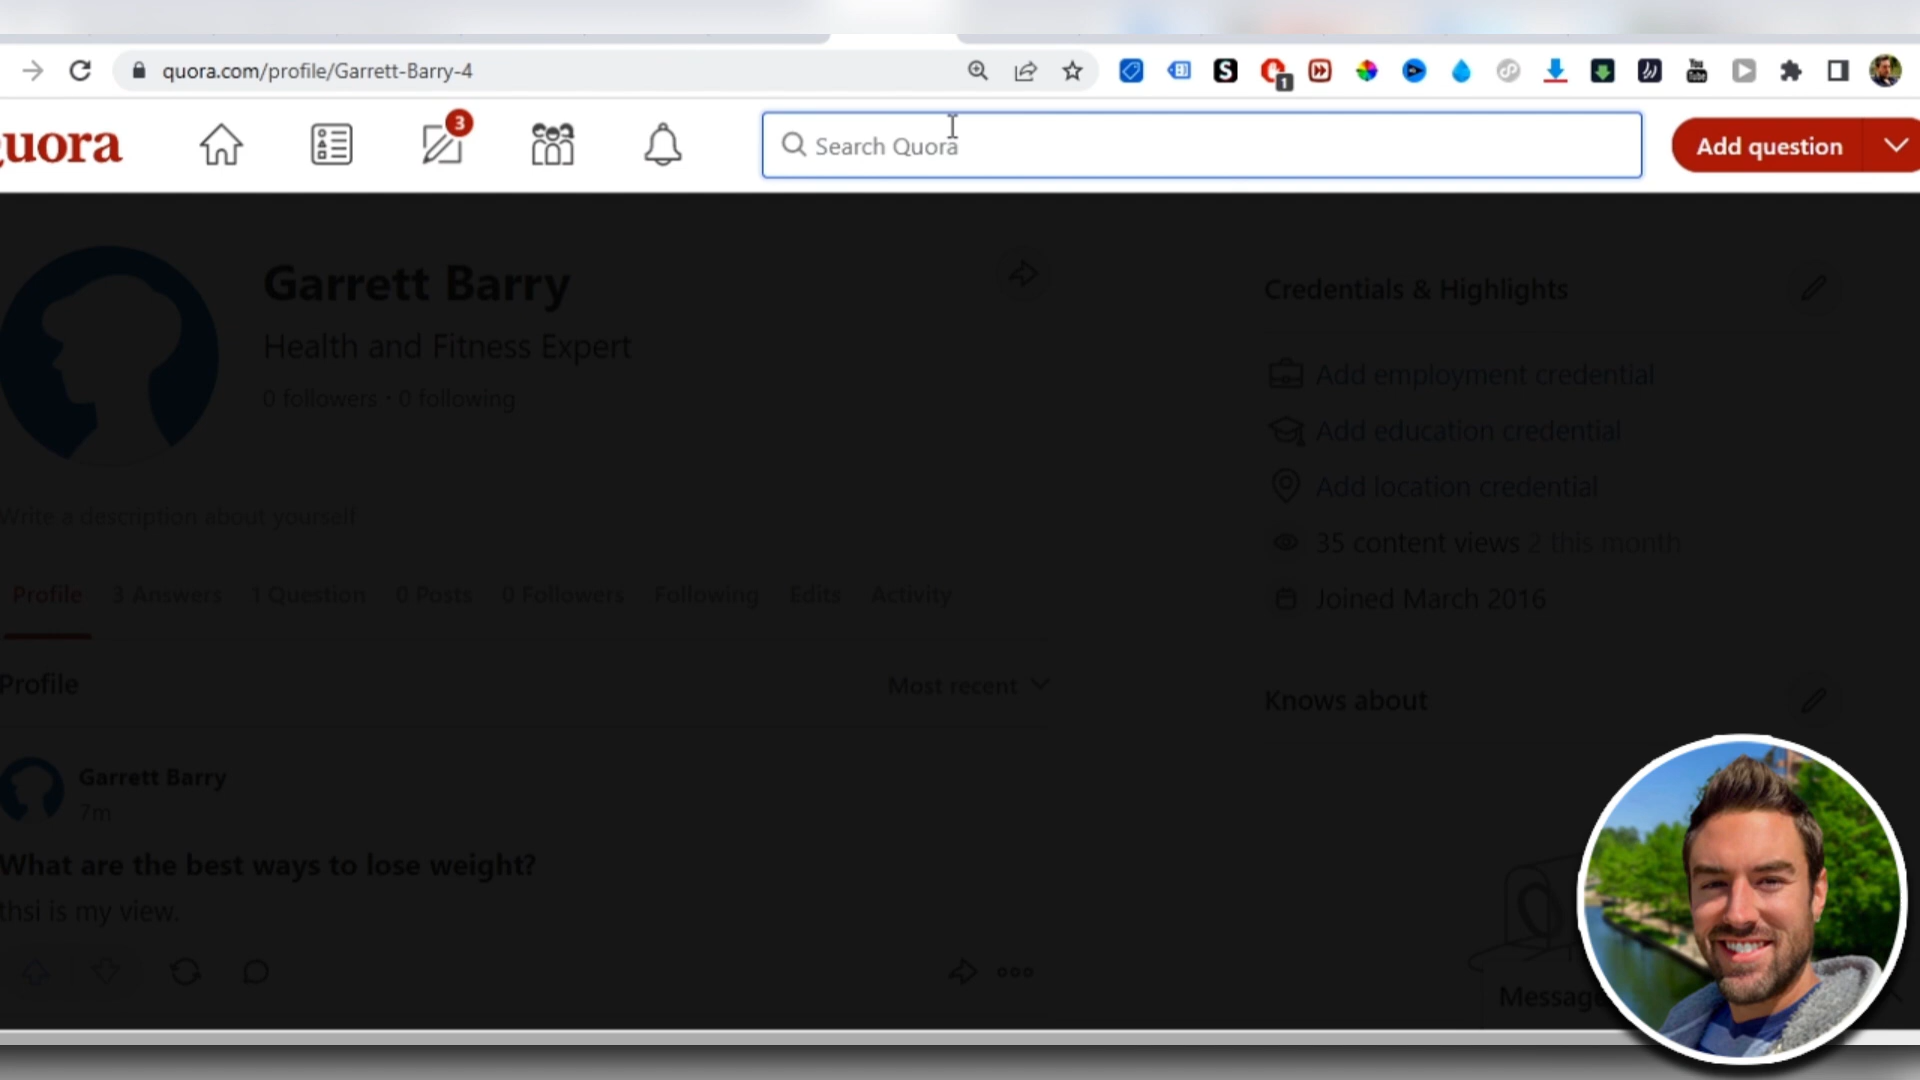 quora.com/profile/Garrett-Barry-4
1
You
Tube
uora
3
Search Quora
Add question
Garrett Barry
Health and Fitness Expert
0 followers · 0 following
Write a description about yourself
Profile 3 Answers 1 Question 0 Posts 0 Followers Following Edits Activity
Profile
Most recent
Garrett Barry
7m
What are the best ways to lose weight?
thsi is my view.
Credentials & Highlights
Add employment credential
Add education credential
Add location credential
35 content views 2 this month
Joined March 2016
Knows about